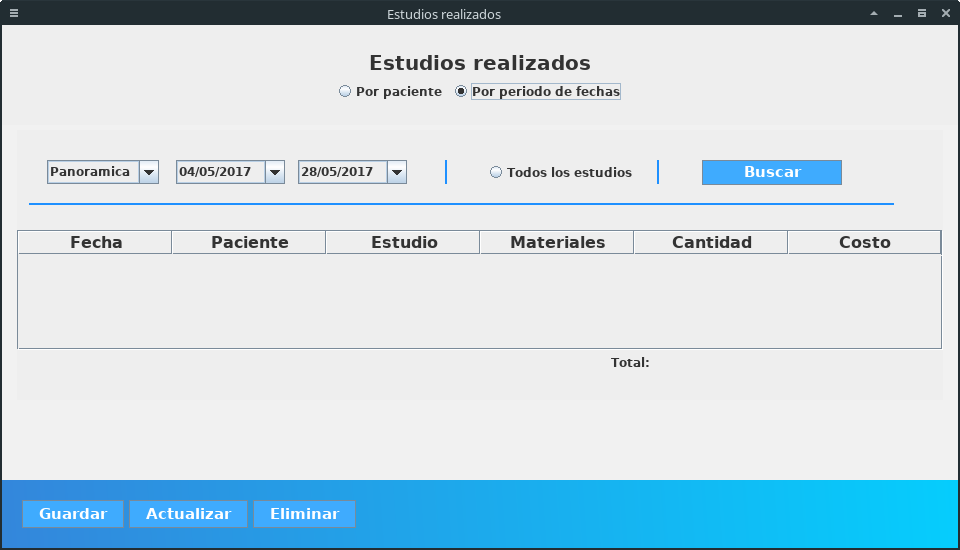 Estudios realizados
Estudios realizados
Por paciente Por periodo de fechas
Panoramica 04/05/2017 28/05/2017 Todos los estudios Buscar
Fecha Paciente Estudio Materiales Cantidad Costo
Total:
Guardar Actualizar Eliminar